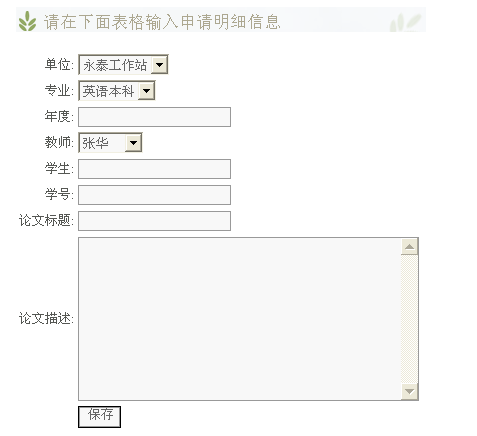 请在下面表格输入申请明细信息
单位: 永泰工作站
专业: 英语本科
年度:
教师: 张华
学生:
学号:
论文标题:
论文描述:
保存